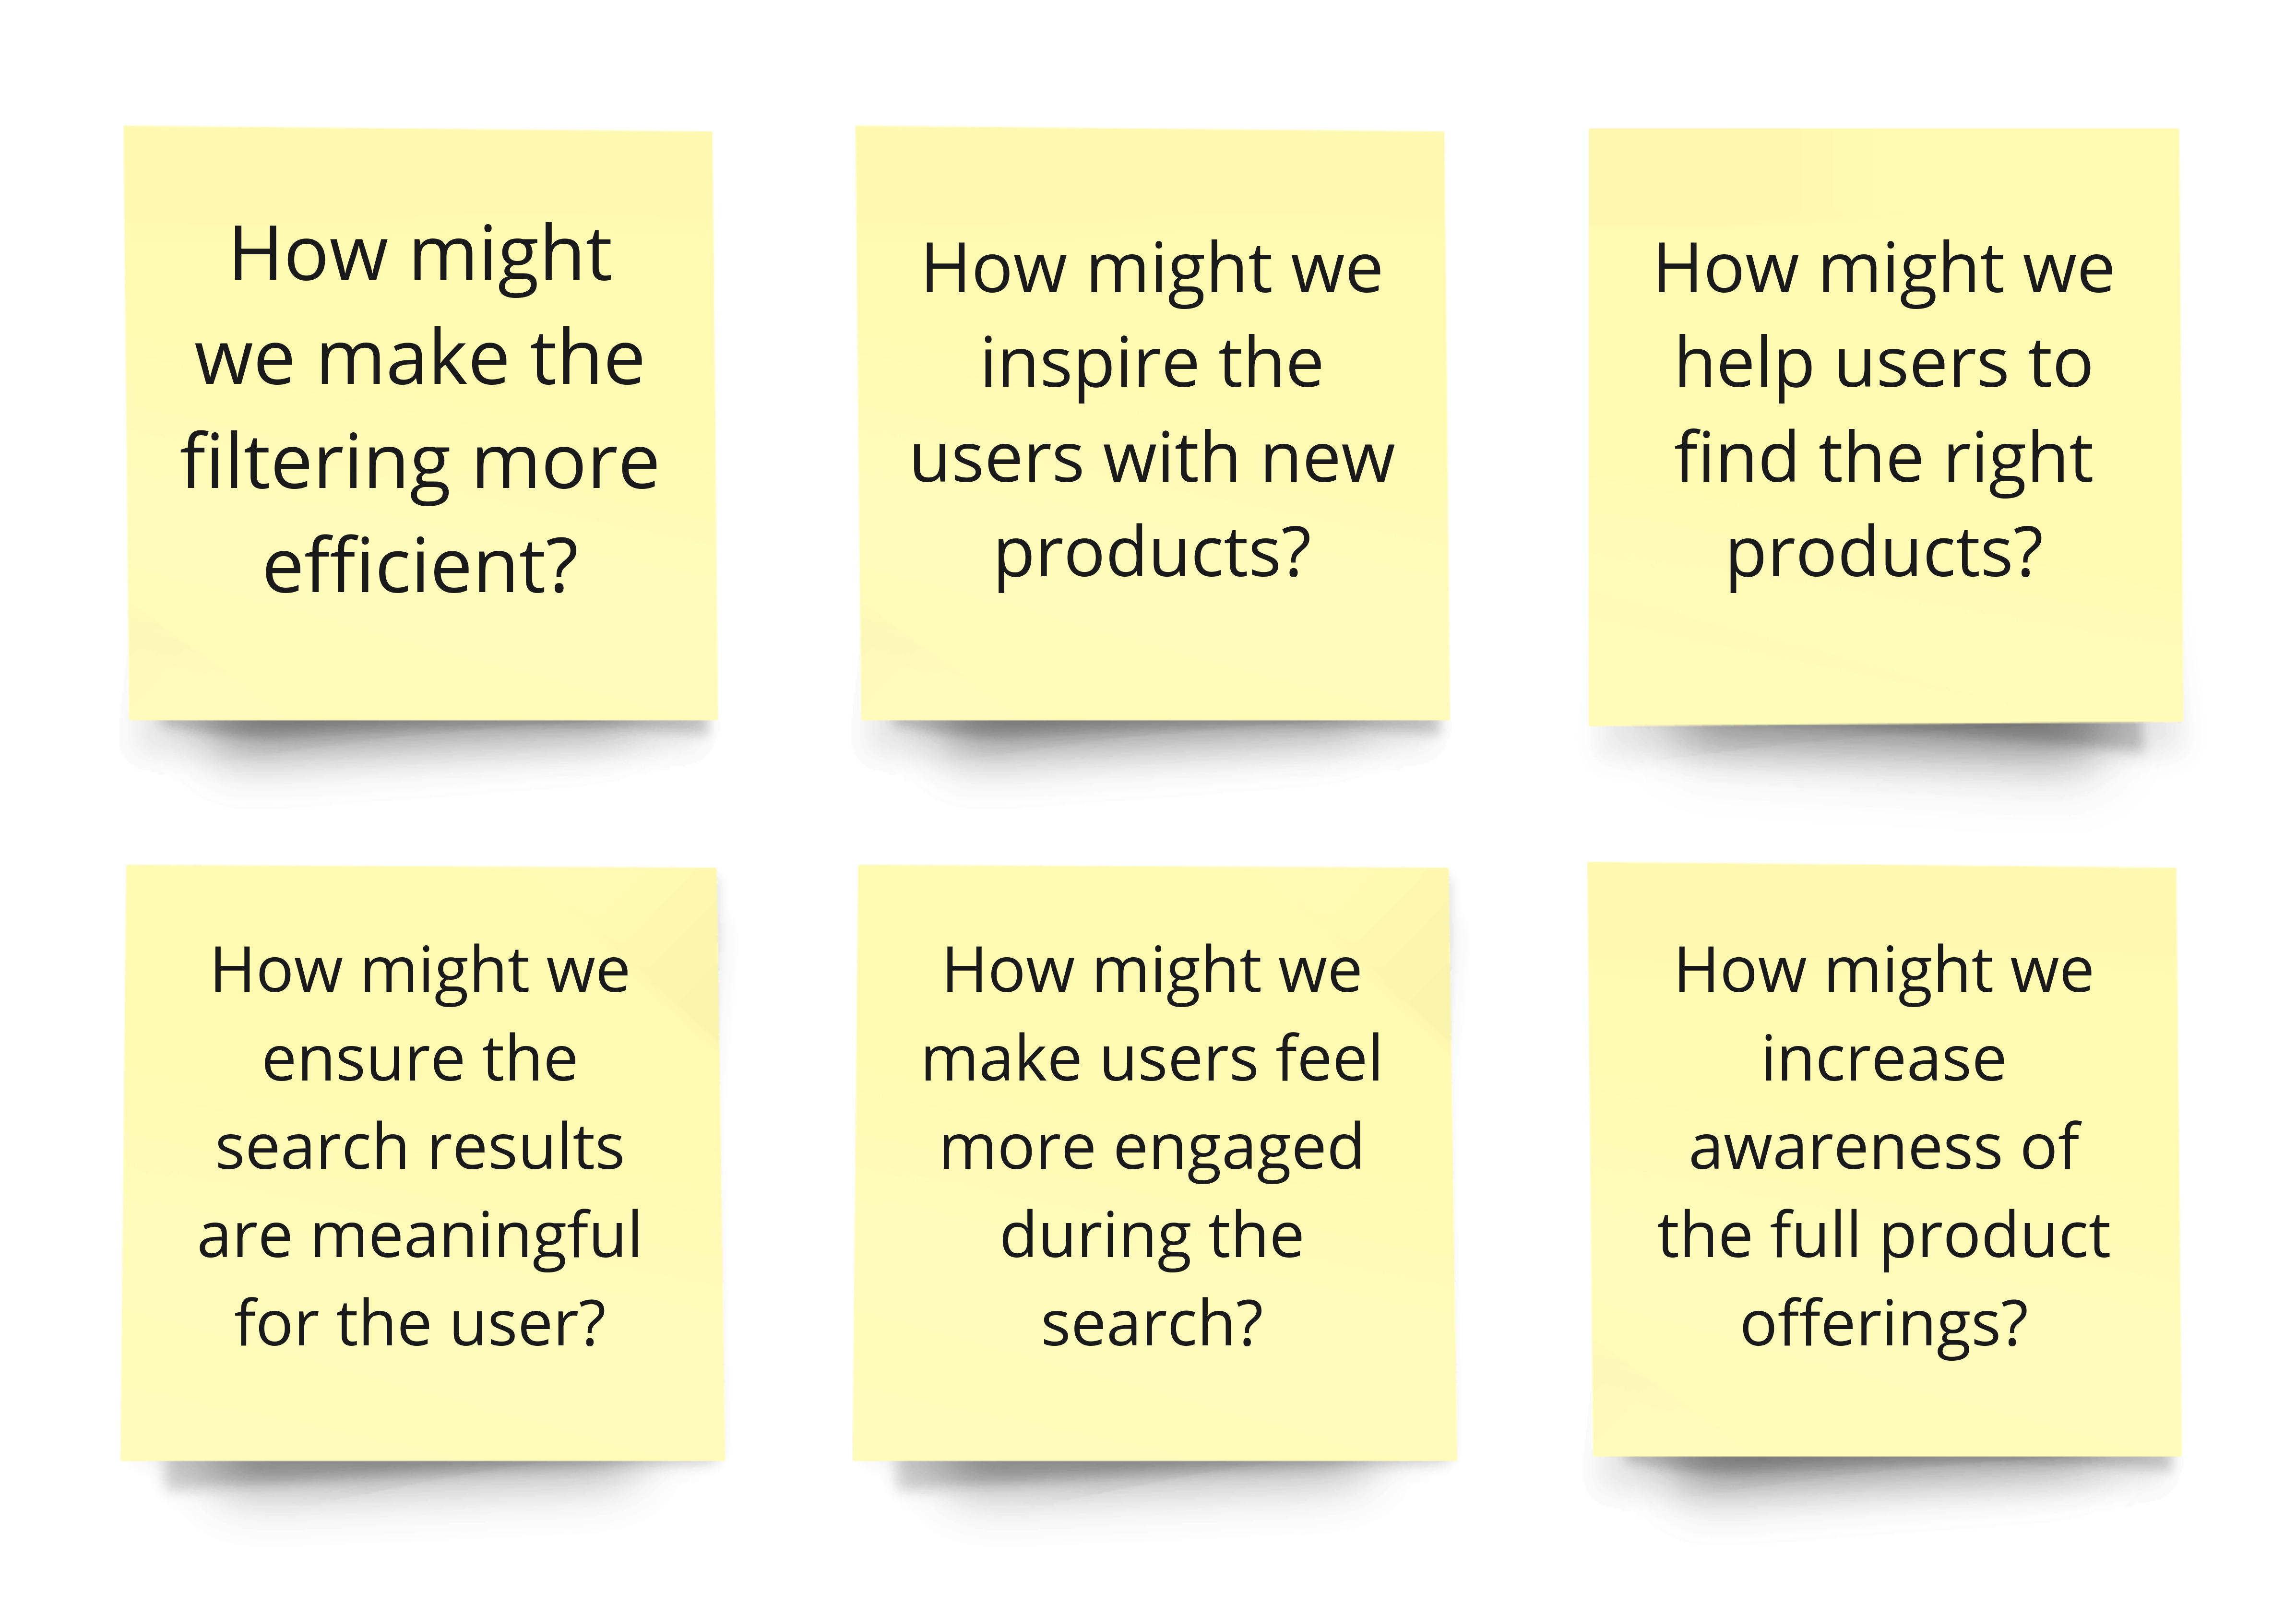 How might
we make the
filtering more
efficient?
How might we
inspire the
users with new
products?
How might we
help users to
find the right
products?
How might we
ensure the
search results
are meaningful
for the user?
How might we
make users feel
more engaged
during the
search?
How might we
increase
awareness of
the full product
offerings?